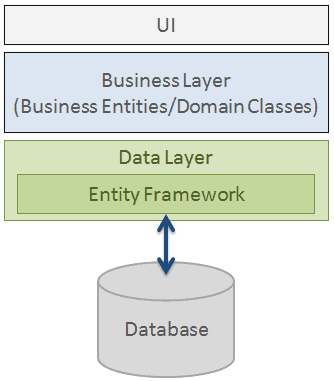 UI
Business Layer
(Business Entities/Domain Classes)
Data Layer
Entity Framework
Database